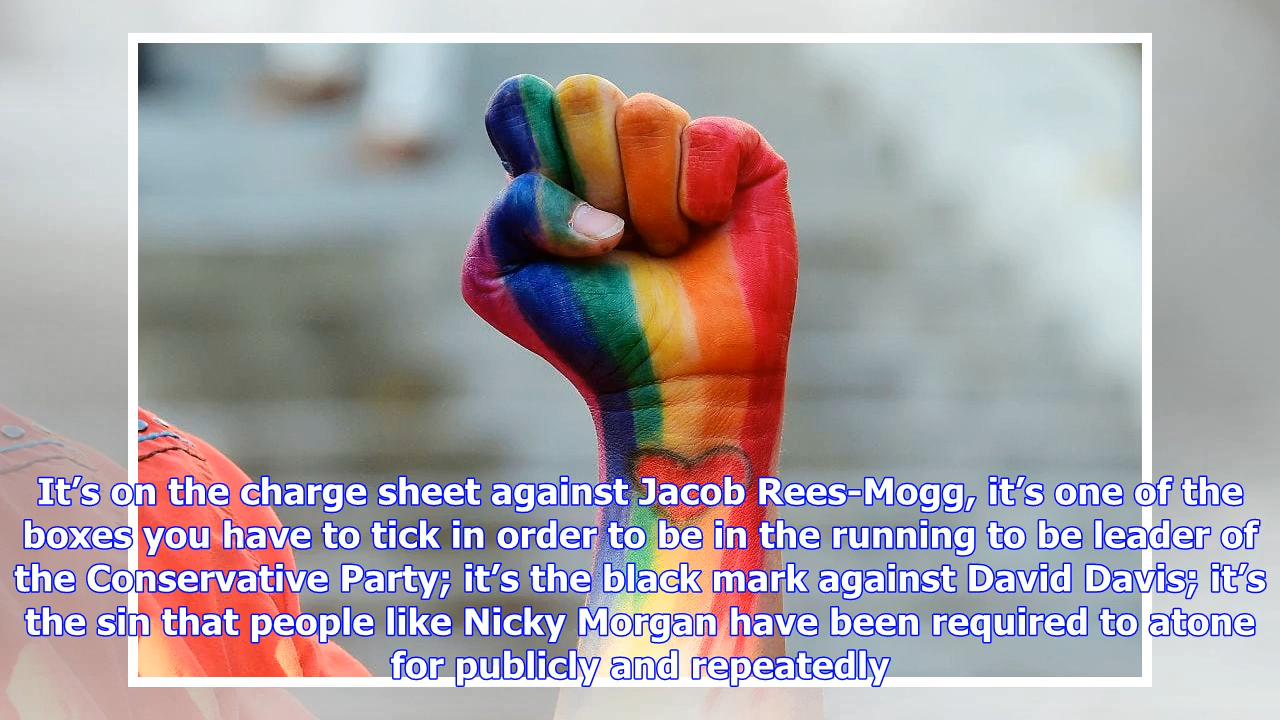 It’s on the charge sheet against Jacob Rees-Mogg, it’s one of the
boxes you have to tick in order to be in the running to be leader of
the Conservative Party; it’s the black mark against David Davis; it’s
the sin that people like Nicky Morgan have been required to atone
for publicly and repeatedly